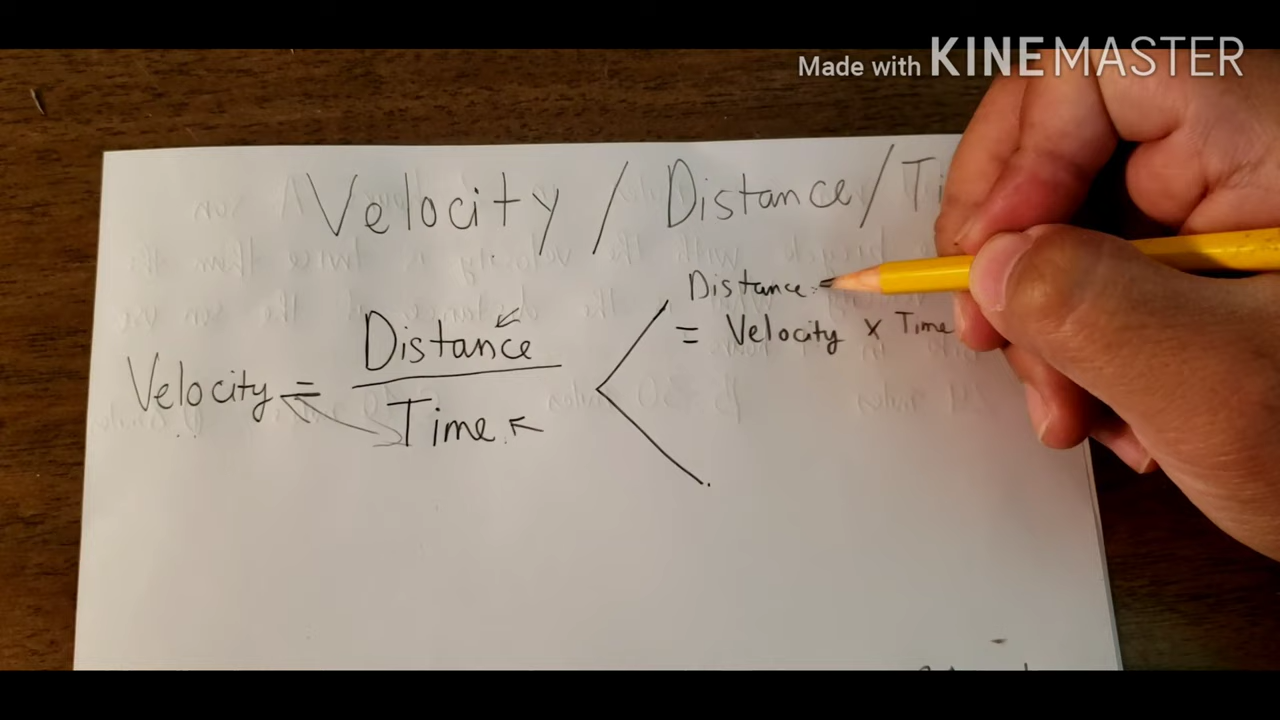 Made with KINEMASTER
Velocity / Distance / Ti
Distance =
= Velocity x Time
Velocity = Distance
Time